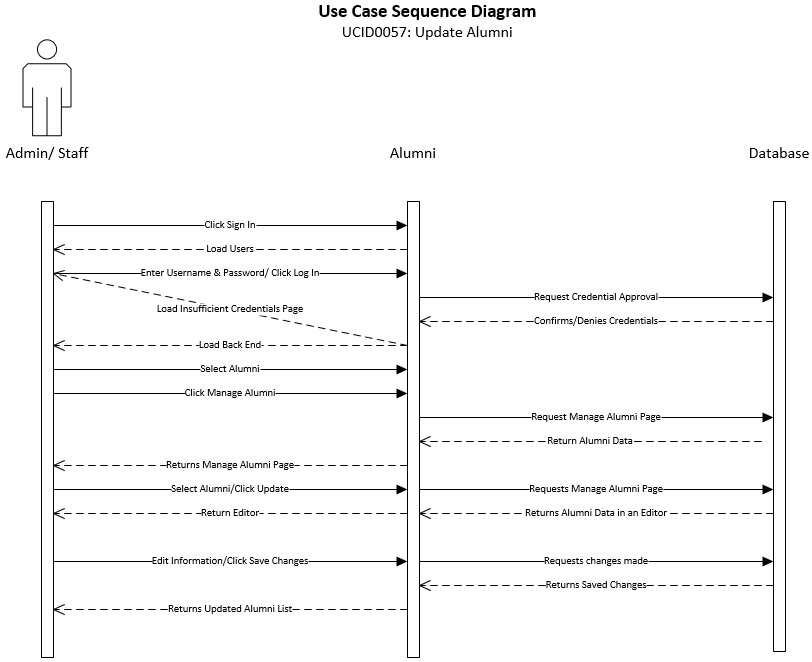 Use Case Sequence Diagram
UCID0057: Update Alumni
Admin/ Staff
Alumni
Database
Click Sign In
Load Users
Enter Username & Password/ Click Log In
Request Credential Approval
Load Insufficient Credentials Page
Confirms/Denies Credentials
Load Back End
Select Alumni
Click Manage Alumni
Request Manage Alumni Page
Return Alumni Data
Returns Manage Alumni Page
Select Alumni/Click Update
Requests Manage Alumni Page
Return Editor
Returns Alumni Data in an Editor
Edit Information/Click Save Changes
Requests changes made
Returns Saved Changes
Returns Updated Alumni List